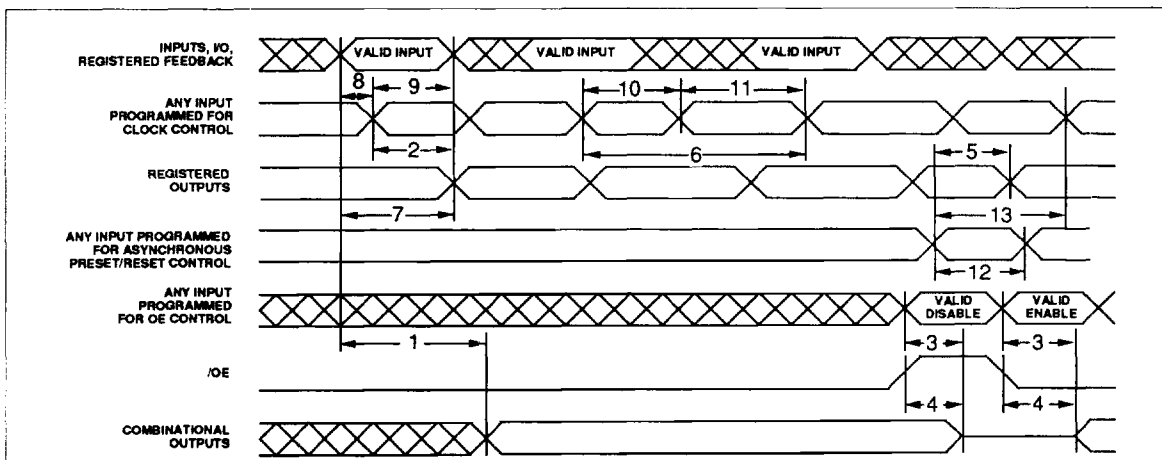 INPUTS, I/O,
REGISTERED FEEDBACK
VALID INPUT
VALID INPUT
VALID INPUT
8
9
10
11
ANY INPUT
PROGRAMMED FOR
CLOCK CONTROL
2
6
5
REGISTERED
OUTPUTS
7
13
ANY INPUT PROGRAMMED
FOR ASYNCHRONOUS
PRESET/RESET CONTROL
12
ANY INPUT
PROGRAMMED
FOR OE CONTROL
VALID
DISABLE
VALID
ENABLE
1
3
3
/OE
4
4
COMBINATIONAL
OUTPUTS